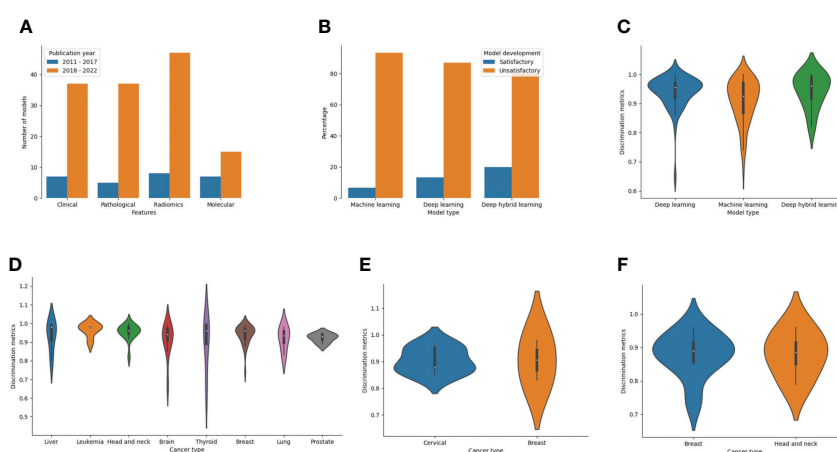 A
Publication year
2011 - 2017
2018 - 2022
40
30
20
10
0
Number of models
Clinical
Pathological
Radiomics
Molecular
Features
B
Model development
Satisfactory
Unsatisfactory
80
60
40
20
0
Percentage
Machine learning
Deep learning
Deep hybrid learning
Model type
C
1.0
0.9
0.8
0.7
0.6
Discrimination metrics
Deep learning
Machine learning
Deep hybrid learning
Model type
D
1.2
1.1
1.0
0.9
0.8
0.7
0.6
0.5
Discrimination metrics
Liver
Leukemia
Head and neck
Brain
Thyroid
Breast
Lung
Prostate
Cancer type
E
1.1
1.0
0.9
0.8
0.7
Discrimination metrics
Cervical
Breast
Cancer type
F
1.0
0.9
0.8
0.7
Discrimination metrics
Breast
Head and neck
Cancer type